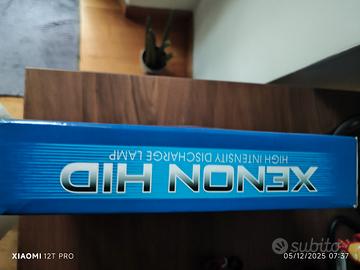 XENON HID
HIGH INTENSITY DISCHARGE LAMP
XIAOMI 12T PRO
05/12/2025 07:37
subito